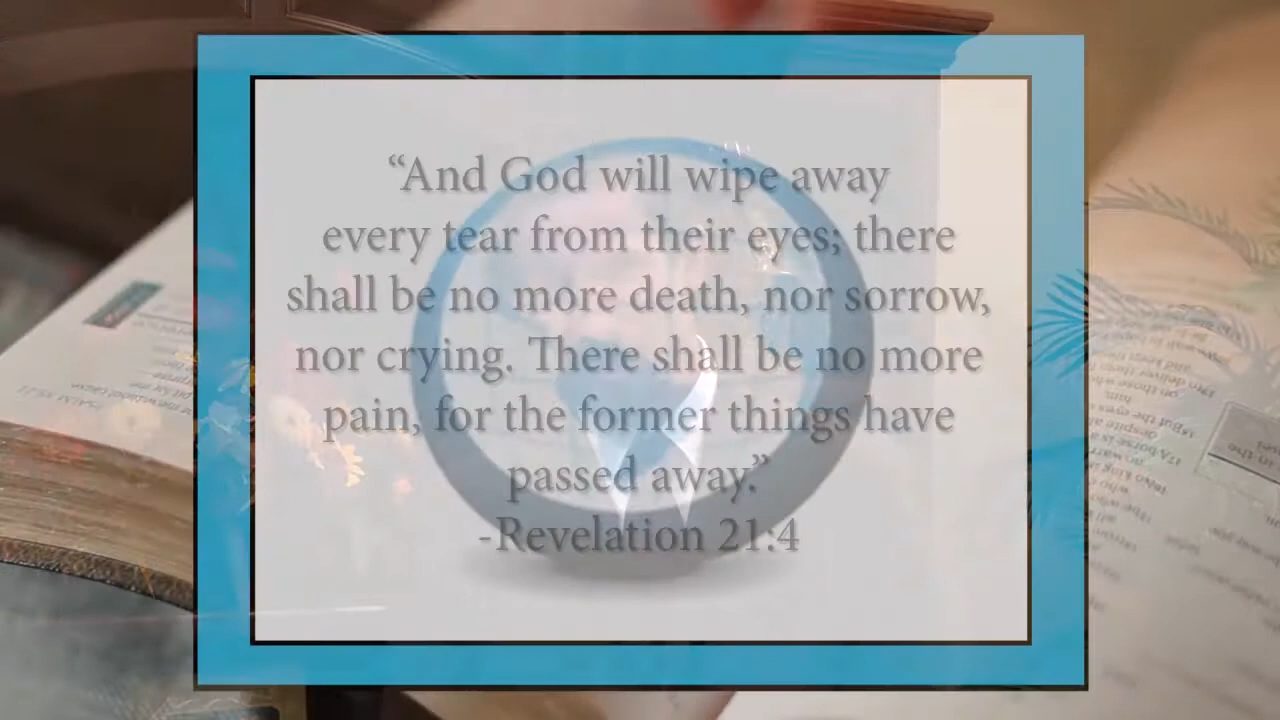 “And God will wipe away
every tear from their eyes; there
shall be no more death, nor sorrow,
nor crying. There shall be no more
pain, for the former things have
passed away.”
-Revelation 21:4